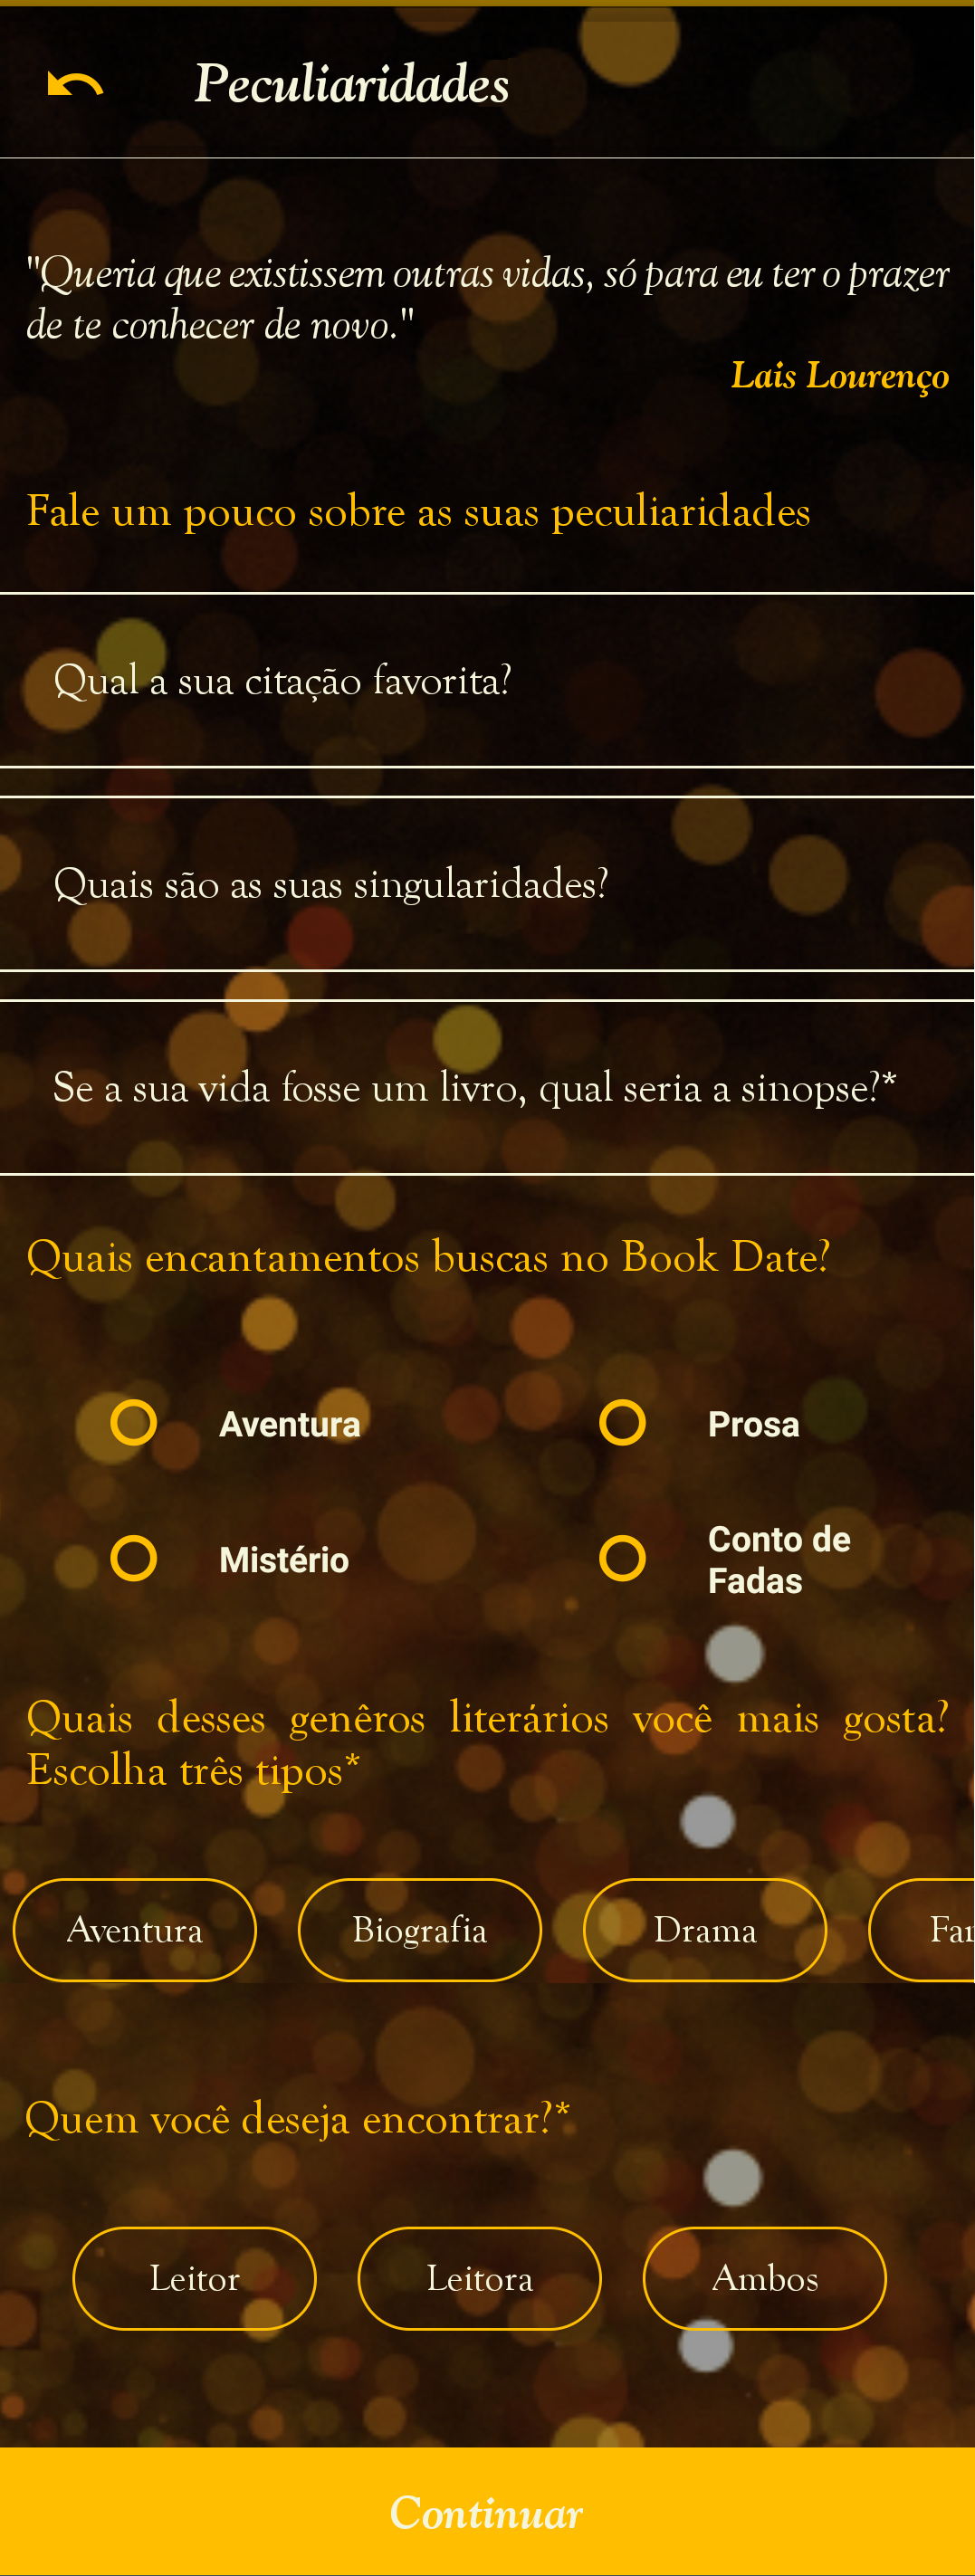 Peculiaridades
"Queria que existissem outras vidas, só para eu ter o prazer
de te conhecer de novo."
Lais Lourenço
Fale um pouco sobre as suas peculiaridades
Qual a sua citação favorita?
Quais são as suas singularidades?
Se a sua vida fosse um livro, qual seria a sinopse?*
Quais encantamentos buscas no Book Date?
Aventura
Prosa
Mistério
Conto de
Fadas
Quais desses genêros literários você mais gosta?
Escolha três tipos*
Aventura Biografia Drama
Quem você deseja encontrar?*
Leitor Leitora Ambos
Continuar